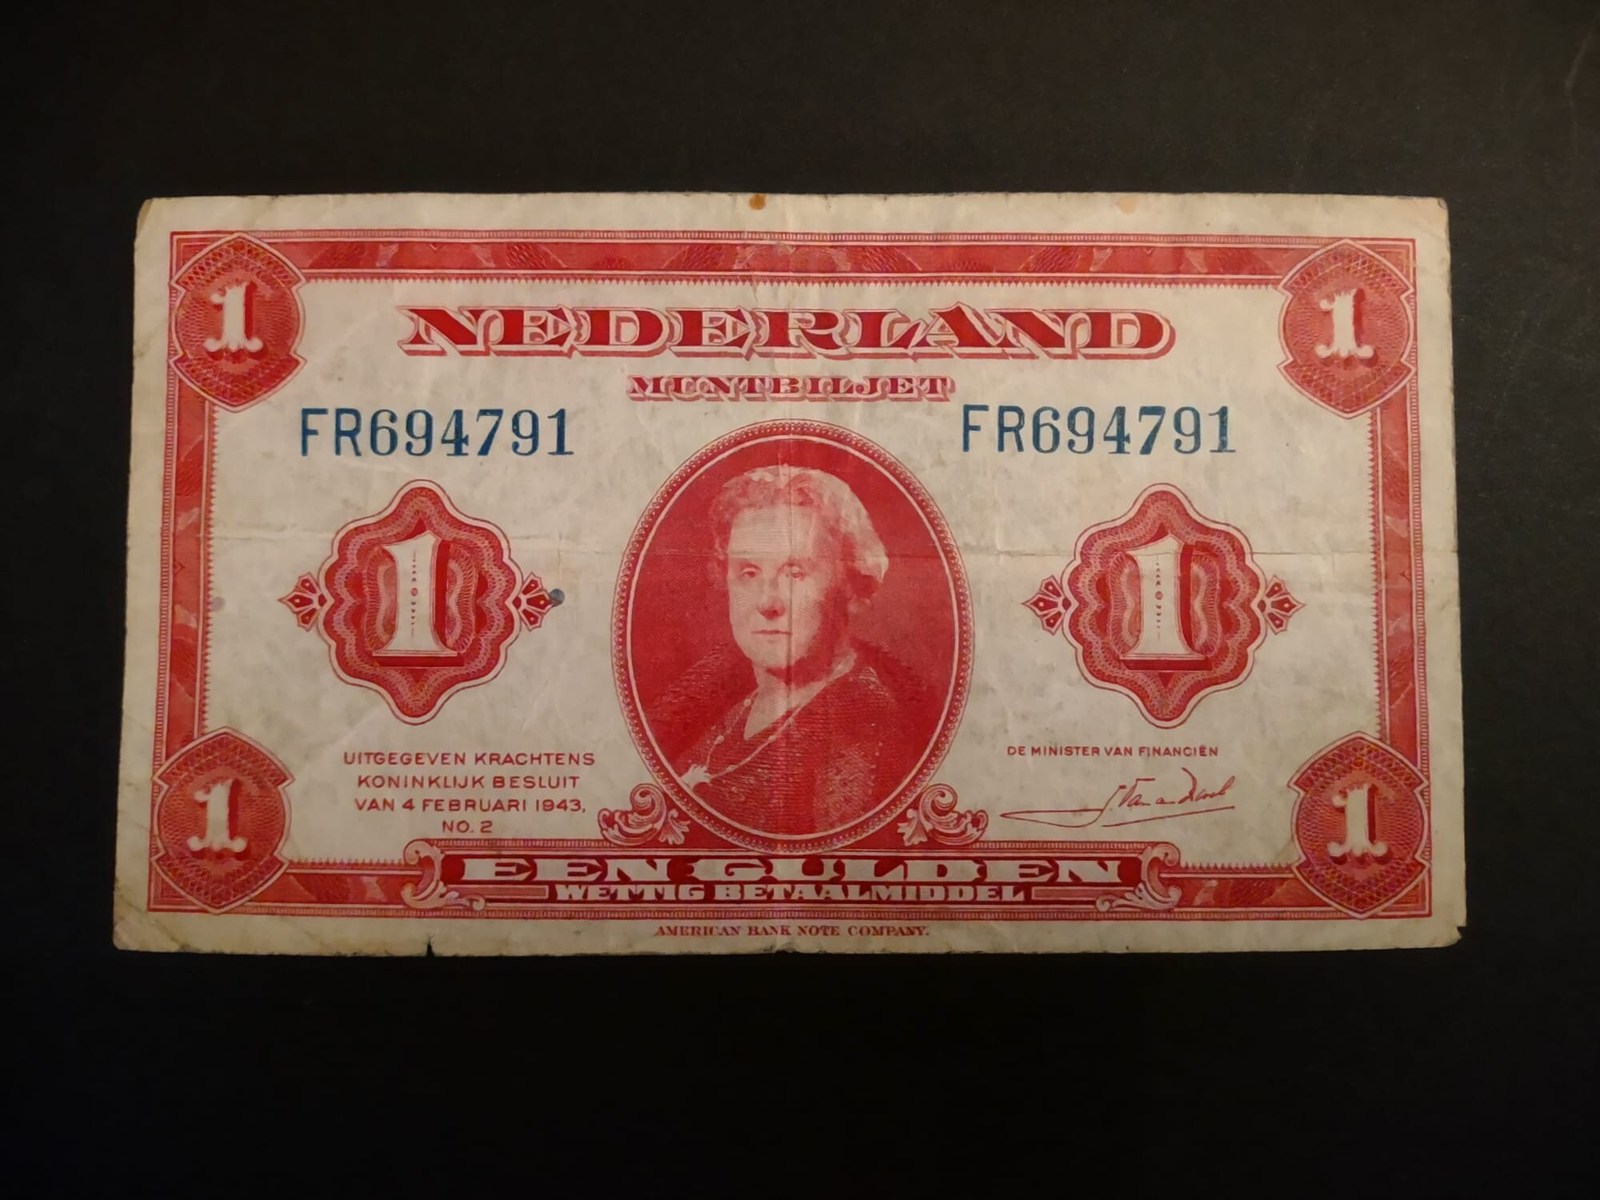 1 1
NEDERLAND
MUNTBILJET
FR694791 FR694791
1 1
UITGEGEVEN KRACHTENS
KONINKLIJK BESLUIT
VAN 4 FEBRUARI 1943,
NO. 2
DE MINISTER VAN FINANCIËN
1 1
EEN GULDEN
WETTIG BETAALMIDDEL
AMERICAN BANK NOTE COMPANY.